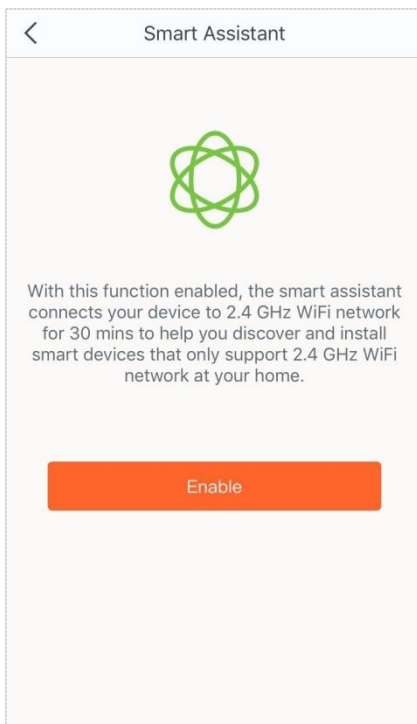 Smart Assistant
With this function enabled, the smart assistant
connects your device to 2.4 GHz WiFi network
for 30 mins to help you discover and install
smart devices that only support 2.4 GHz WiFi
network at your home.
Enable